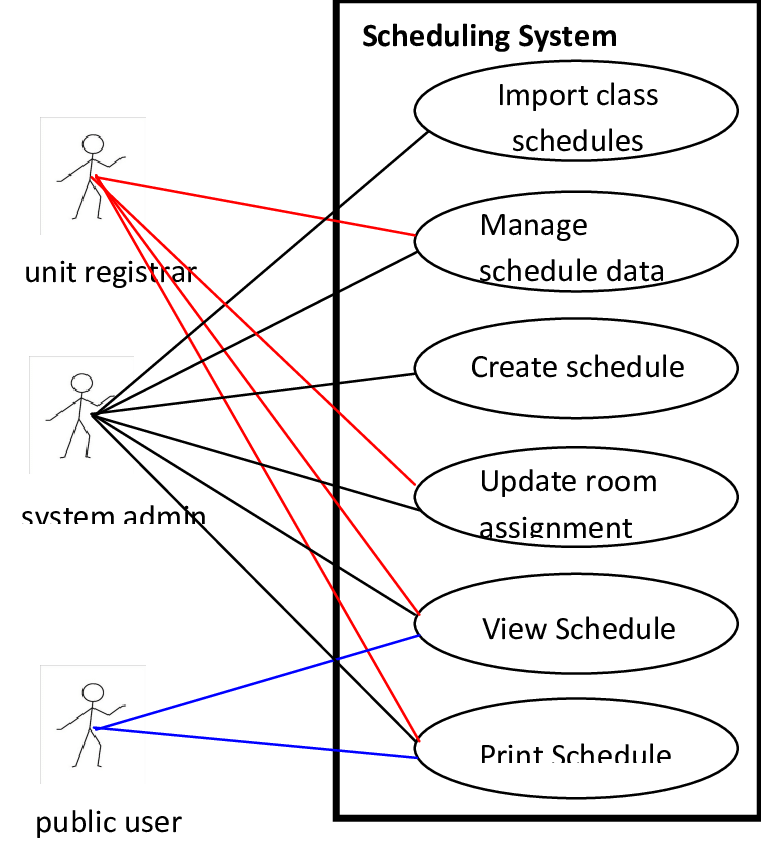 Scheduling System
Import class
schedules
Manage
schedule data
unit registrar
Create schedule
Update room
assignment
system admin
View Schedule
Print Schedule
public user